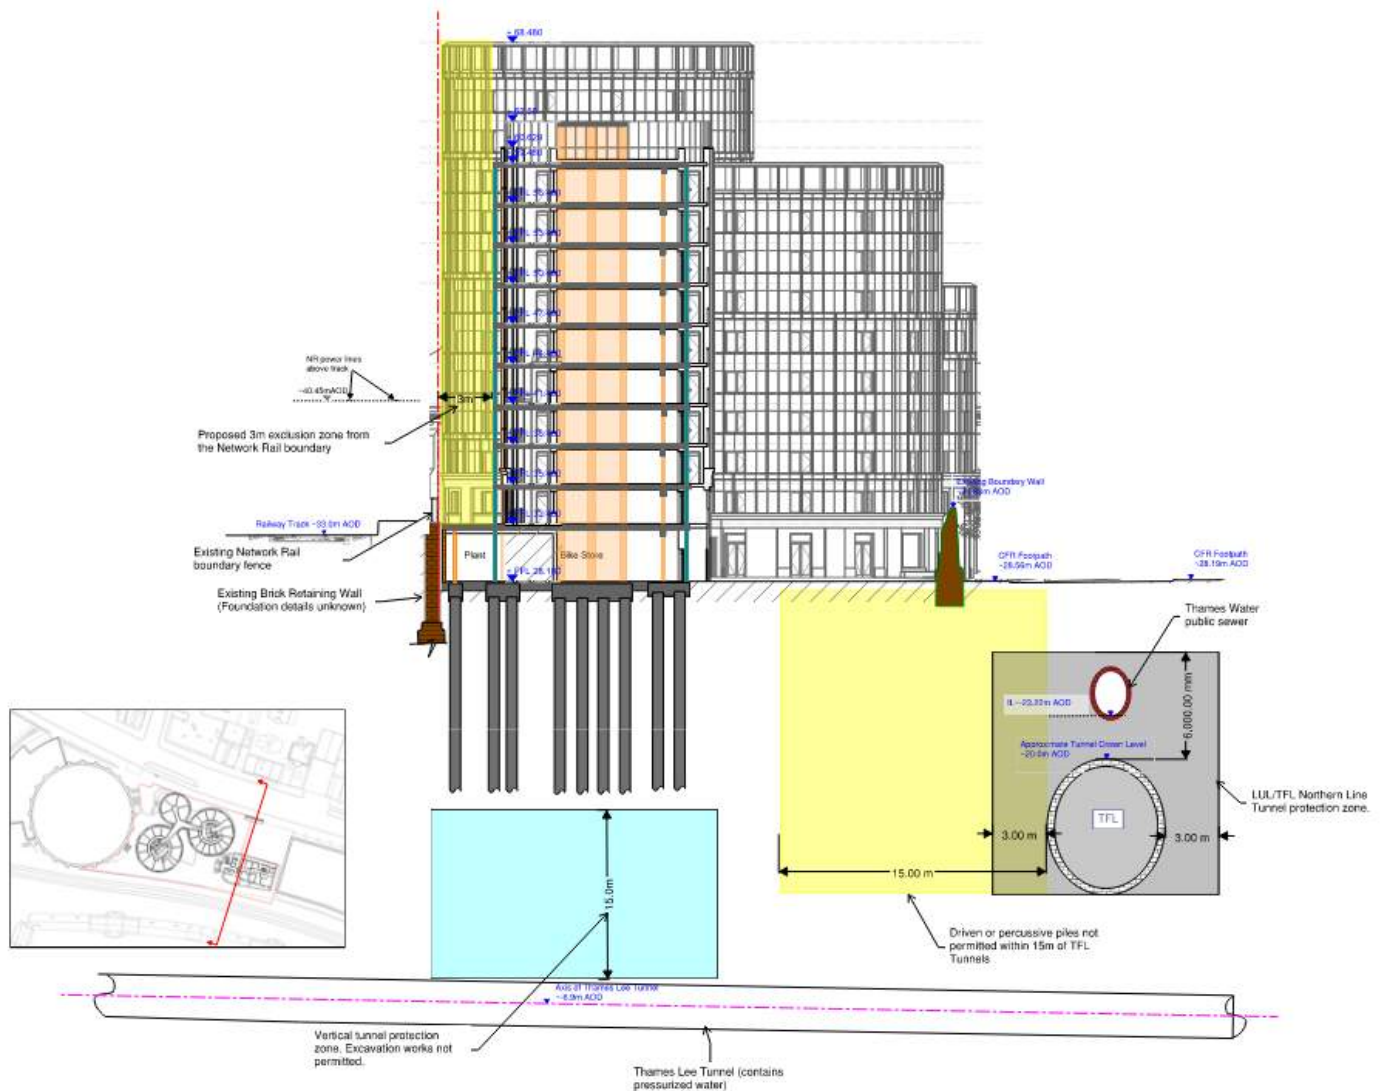 68.460
NR power lines
above track
~40.45mAOD
3m
Proposed 3m exclusion zone from
the Network Rail boundary
Existing Boundary Wall
AOD
Railway Track ~33.0m AOD
Existing Network Rail
boundary fence
Plant
Bike Store
CFR Footpath
~28.56m AOD
CFR Footpath
~28.19m AOD
Existing Brick Retaining Wall
(Foundation details unknown)
Thames Water
public sewer
6,000.00 mm
Approximate Tunnel Crown Level
~20.0m AOD
LUL/TFL Northern Line
Tunnel protection zone.
TFL
3.00 m
3.00 m
15.00 m
15.0m
Driven or percussive piles not
permitted within 15m of TFL
Tunnels
Axis of Thames Lee Tunnel
~-6.9m AOD
Vertical tunnel protection
zone. Excavation works not
permitted.
Thames Lee Tunnel (contains
pressurized water)